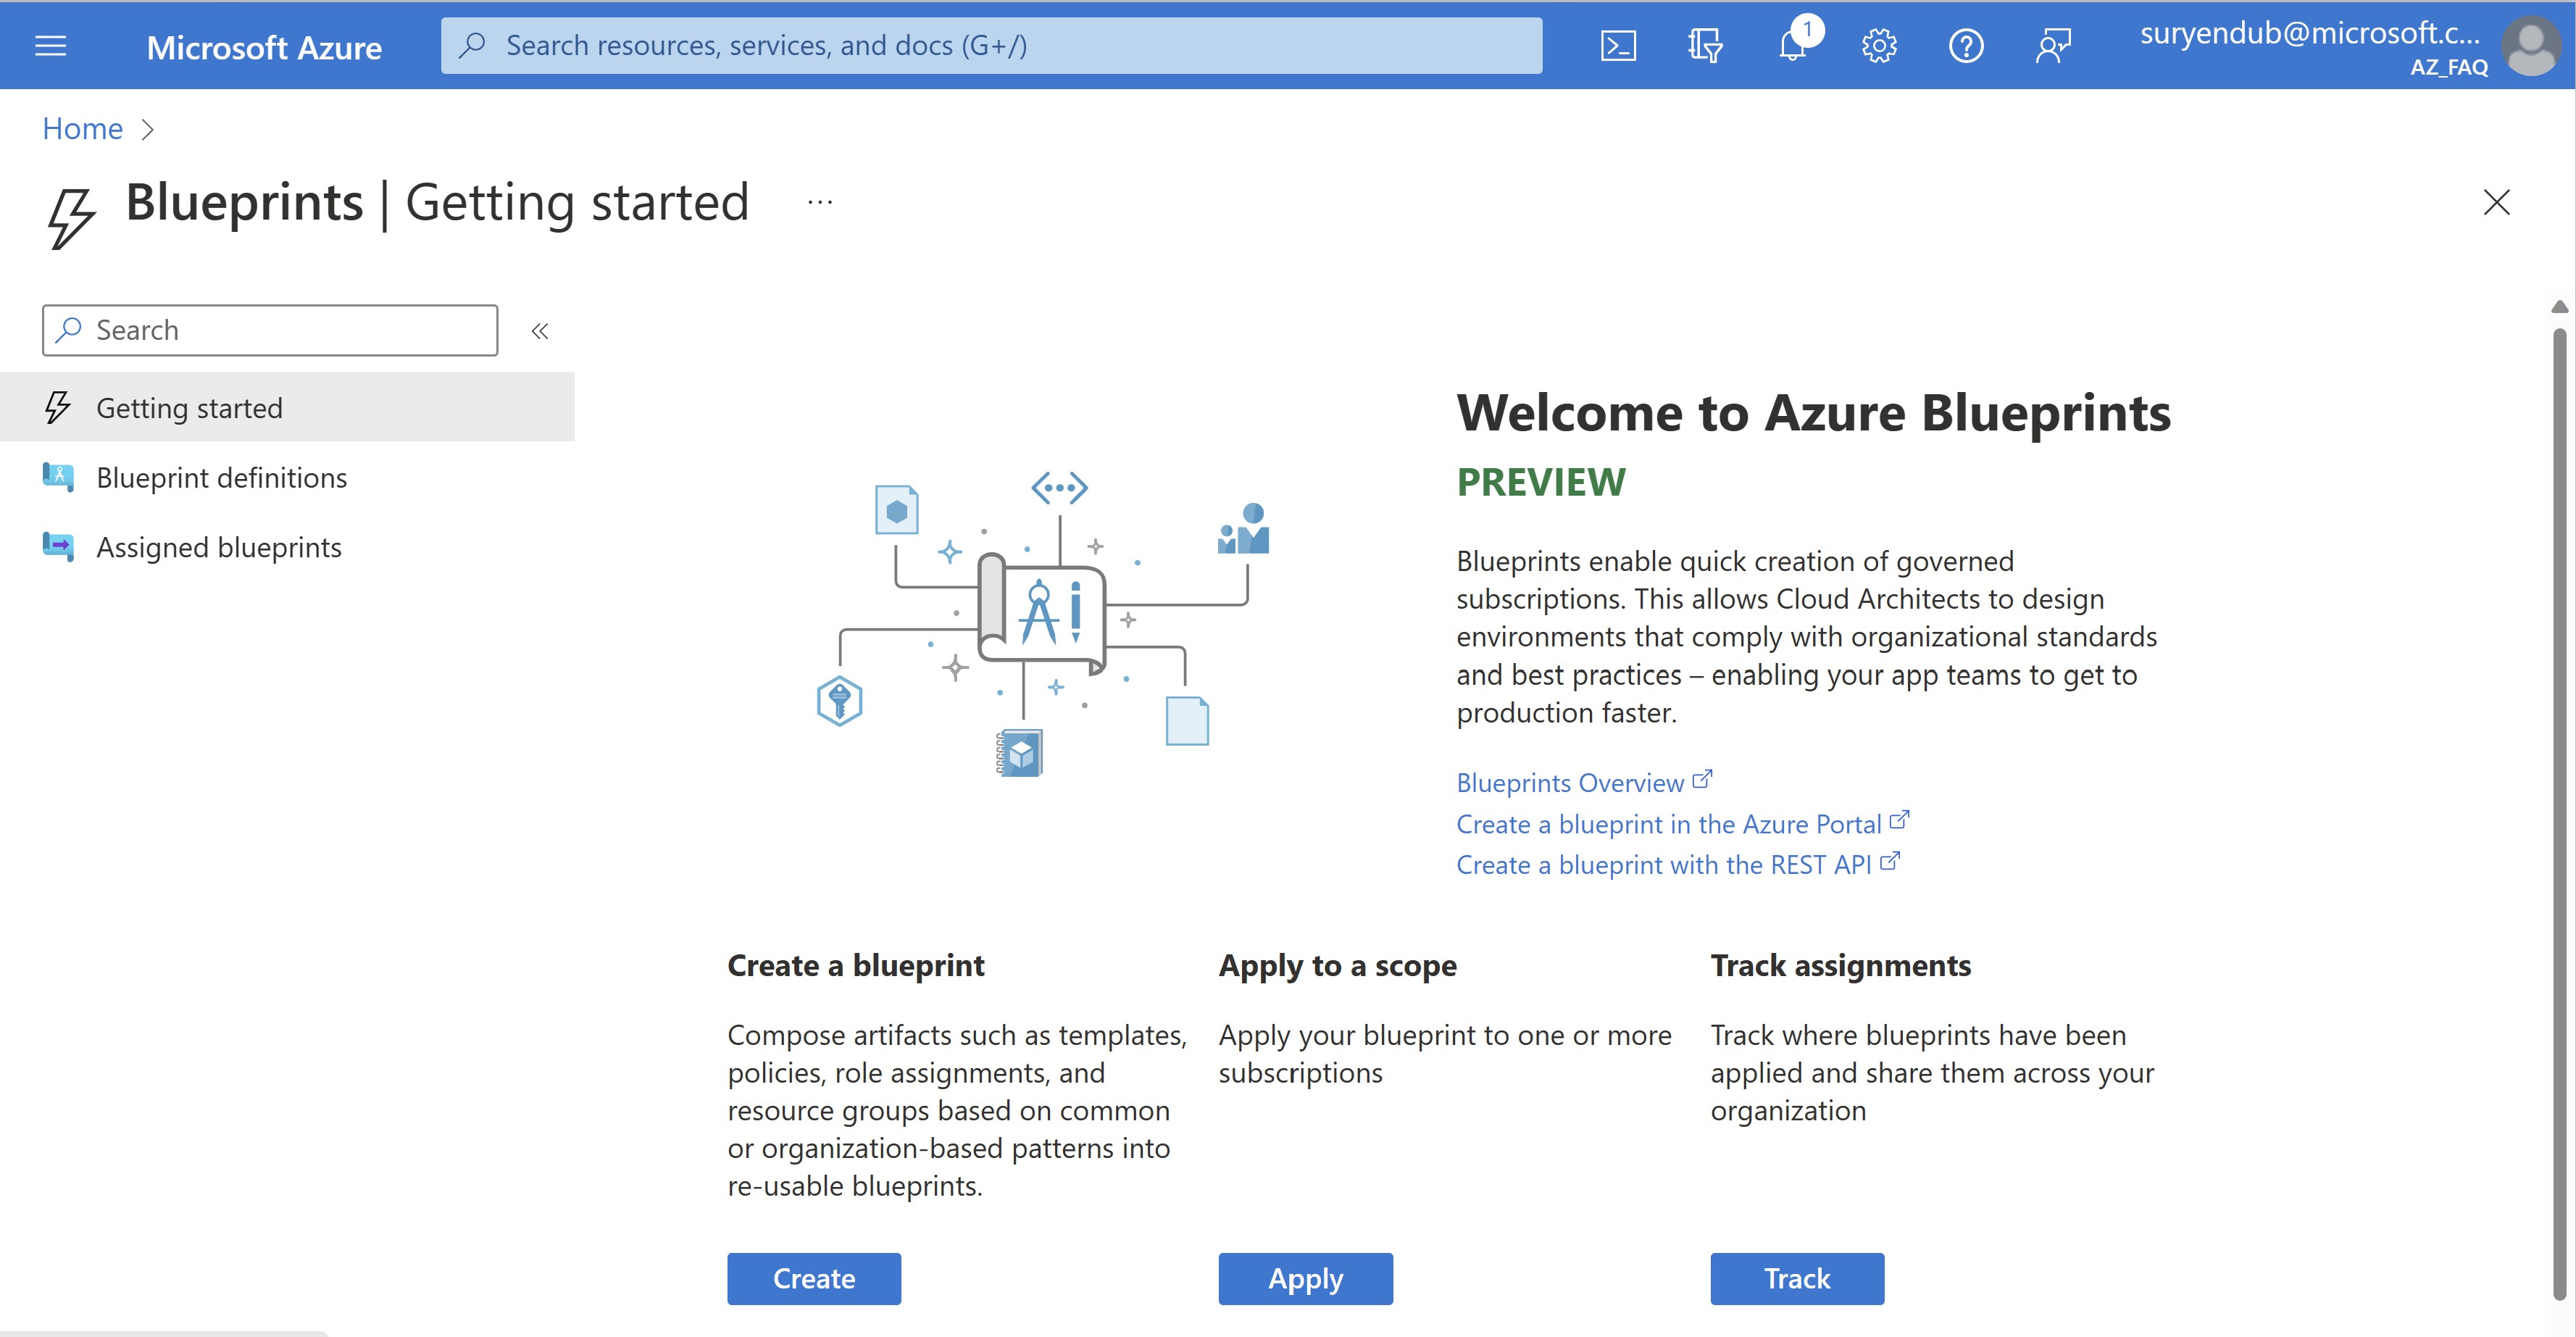 Microsoft Azure
Search resources, services, and docs (G+/)
1
suryendub@microsoft.c...
AZ_FAQ
Home
Blueprints | Getting started
...
Search
Getting started
Blueprint definitions
Assigned blueprints
Welcome to Azure Blueprints
PREVIEW
Blueprints enable quick creation of governed
subscriptions. This allows Cloud Architects to design
environments that comply with organizational standards
and best practices – enabling your app teams to get to
production faster.
Blueprints Overview
Create a blueprint in the Azure Portal
Create a blueprint with the REST API
Create a blueprint
Compose artifacts such as templates,
policies, role assignments, and
resource groups based on common
or organization-based patterns into
re-usable blueprints.
Create
Apply to a scope
Apply your blueprint to one or more
subscriptions
Apply
Track assignments
Track where blueprints have been
applied and share them across your
organization
Track